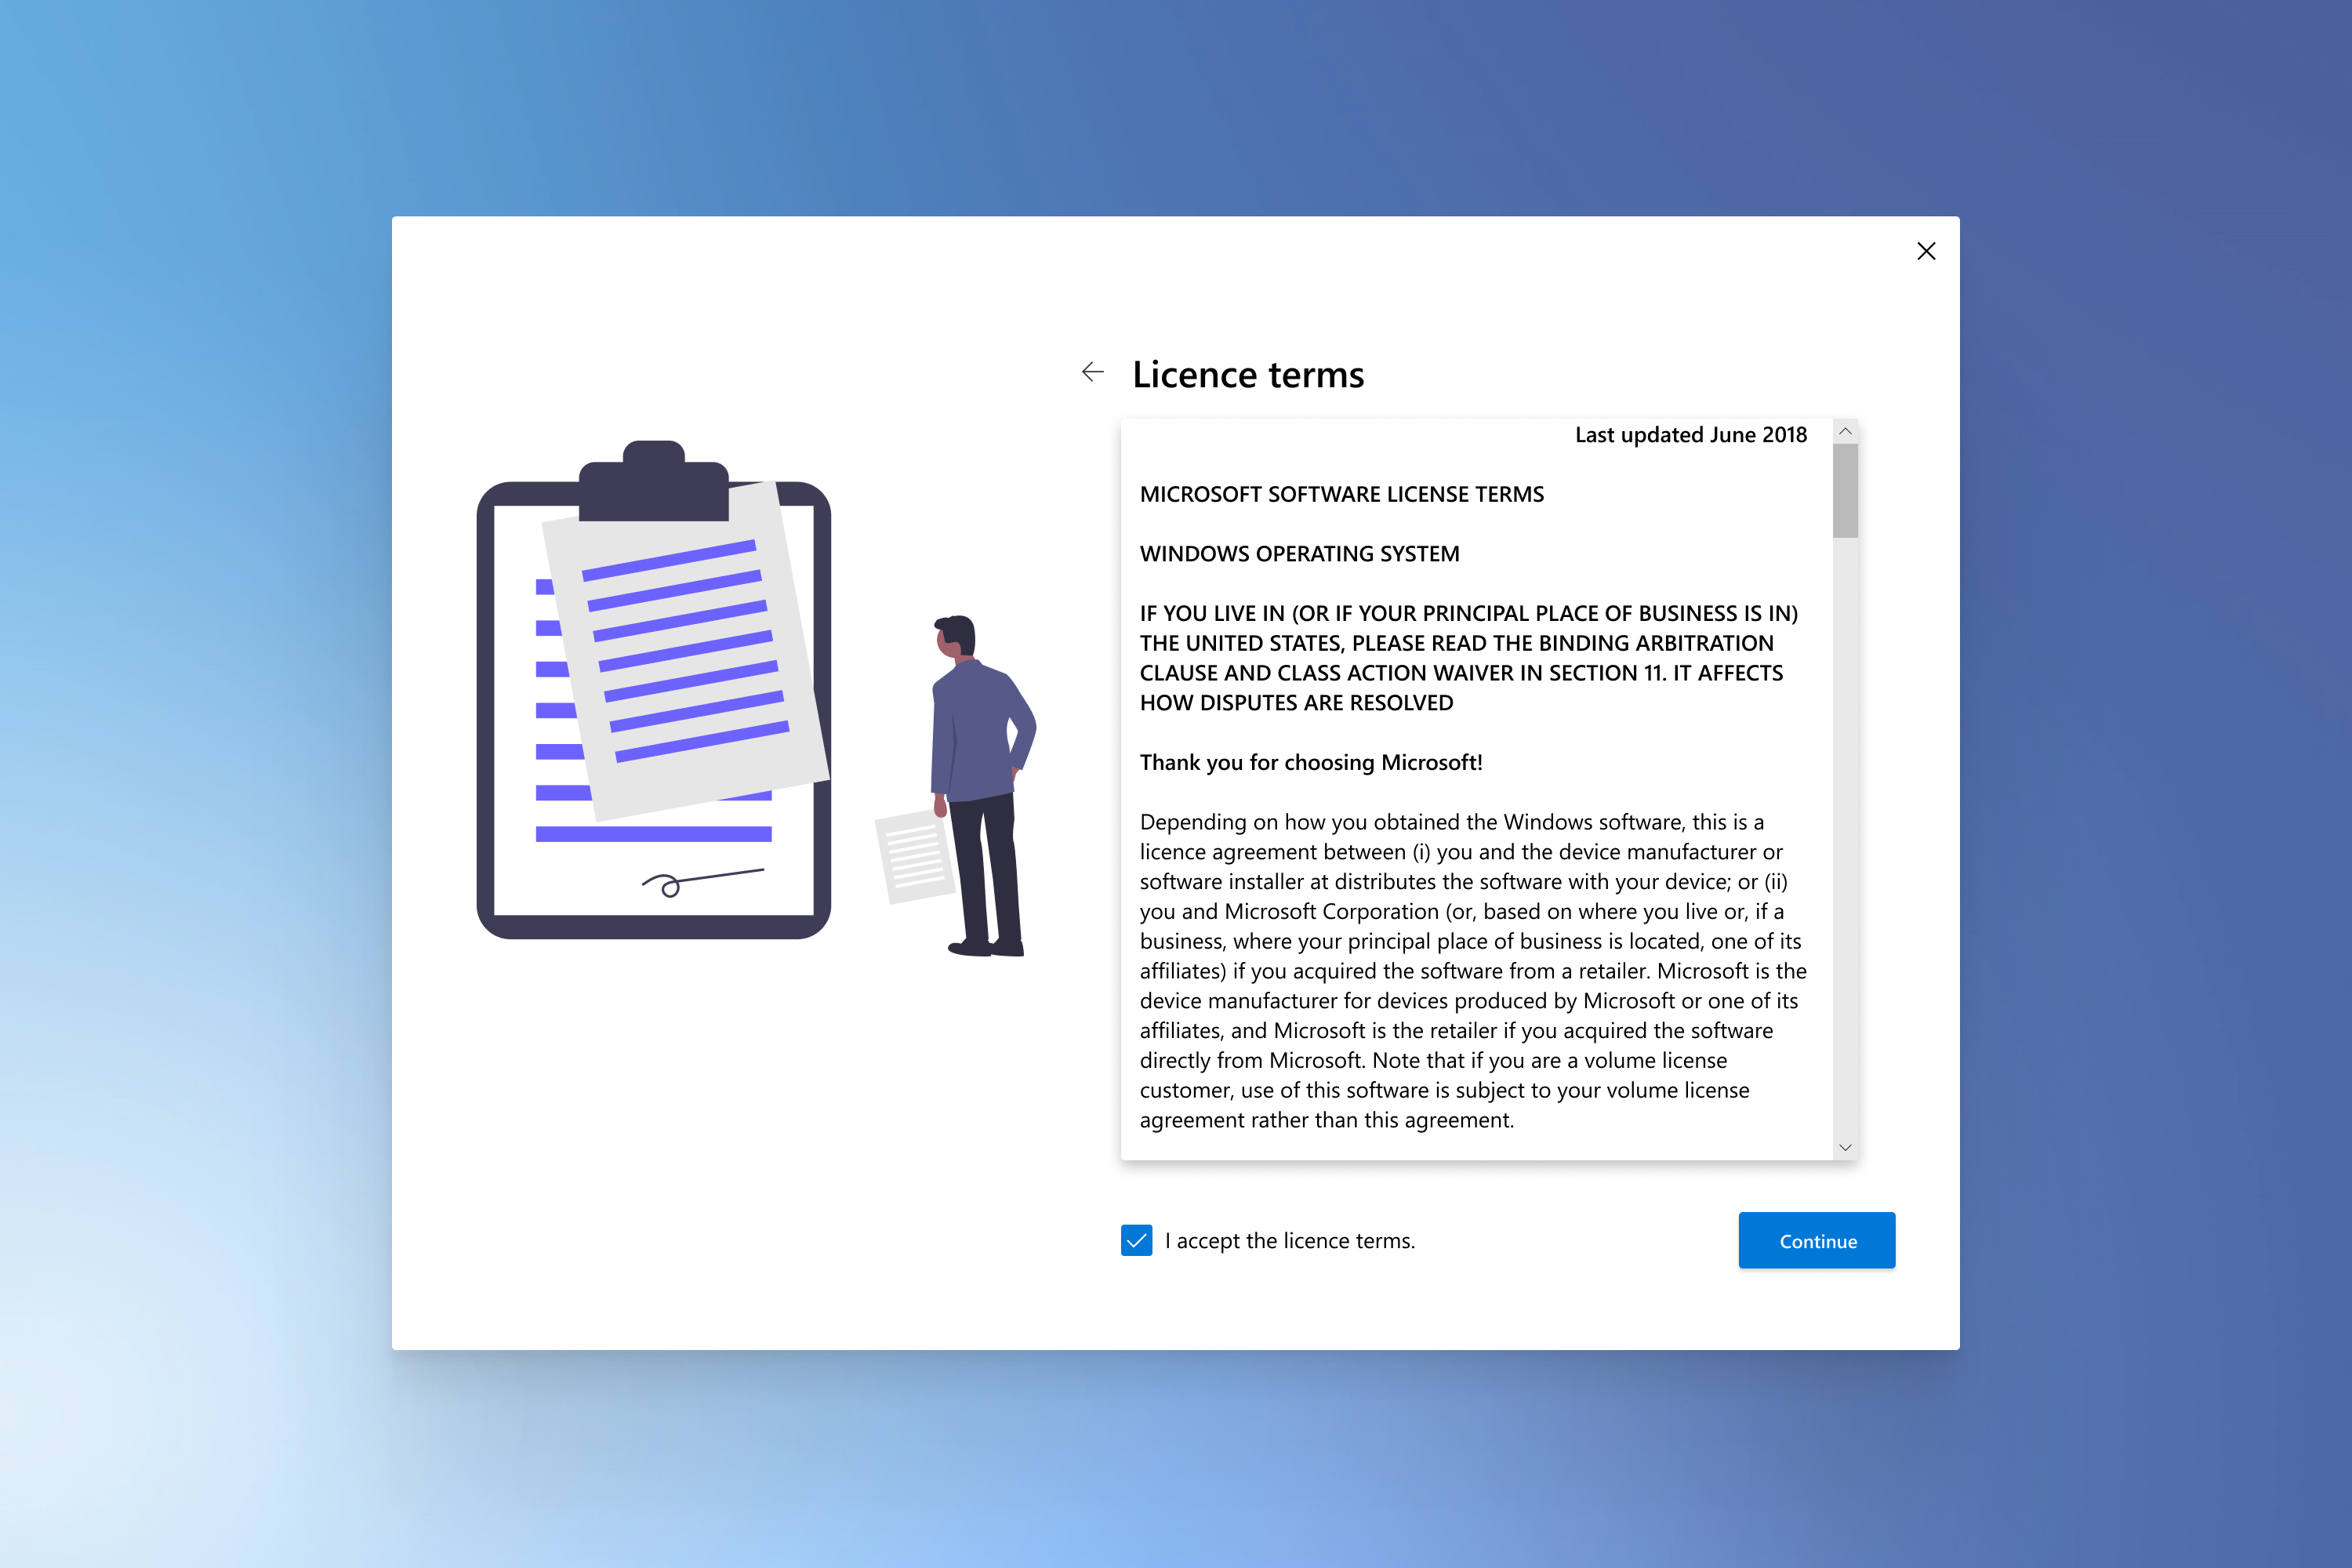 Licence terms
Last updated June 2018
MICROSOFT SOFTWARE LICENSE TERMS
WINDOWS OPERATING SYSTEM
IF YOU LIVE IN (OR IF YOUR PRINCIPAL PLACE OF BUSINESS IS IN)
THE UNITED STATES, PLEASE READ THE BINDING ARBITRATION
CLAUSE AND CLASS ACTION WAIVER IN SECTION 11. IT AFFECTS
HOW DISPUTES ARE RESOLVED
Thank you for choosing Microsoft!
Depending on how you obtained the Windows software, this is a
licence agreement between (i) you and the device manufacturer or
software installer at distributes the software with your device; or (ii)
you and Microsoft Corporation (or, based on where you live or, if a
business, where your principal place of business is located, one of its
affiliates) if you acquired the software from a retailer. Microsoft is the
device manufacturer for devices produced by Microsoft or one of its
affiliates, and Microsoft is the retailer if you acquired the software
directly from Microsoft. Note that if you are a volume license
customer, use of this software is subject to your volume license
agreement rather than this agreement.
I accept the licence terms.
Continue